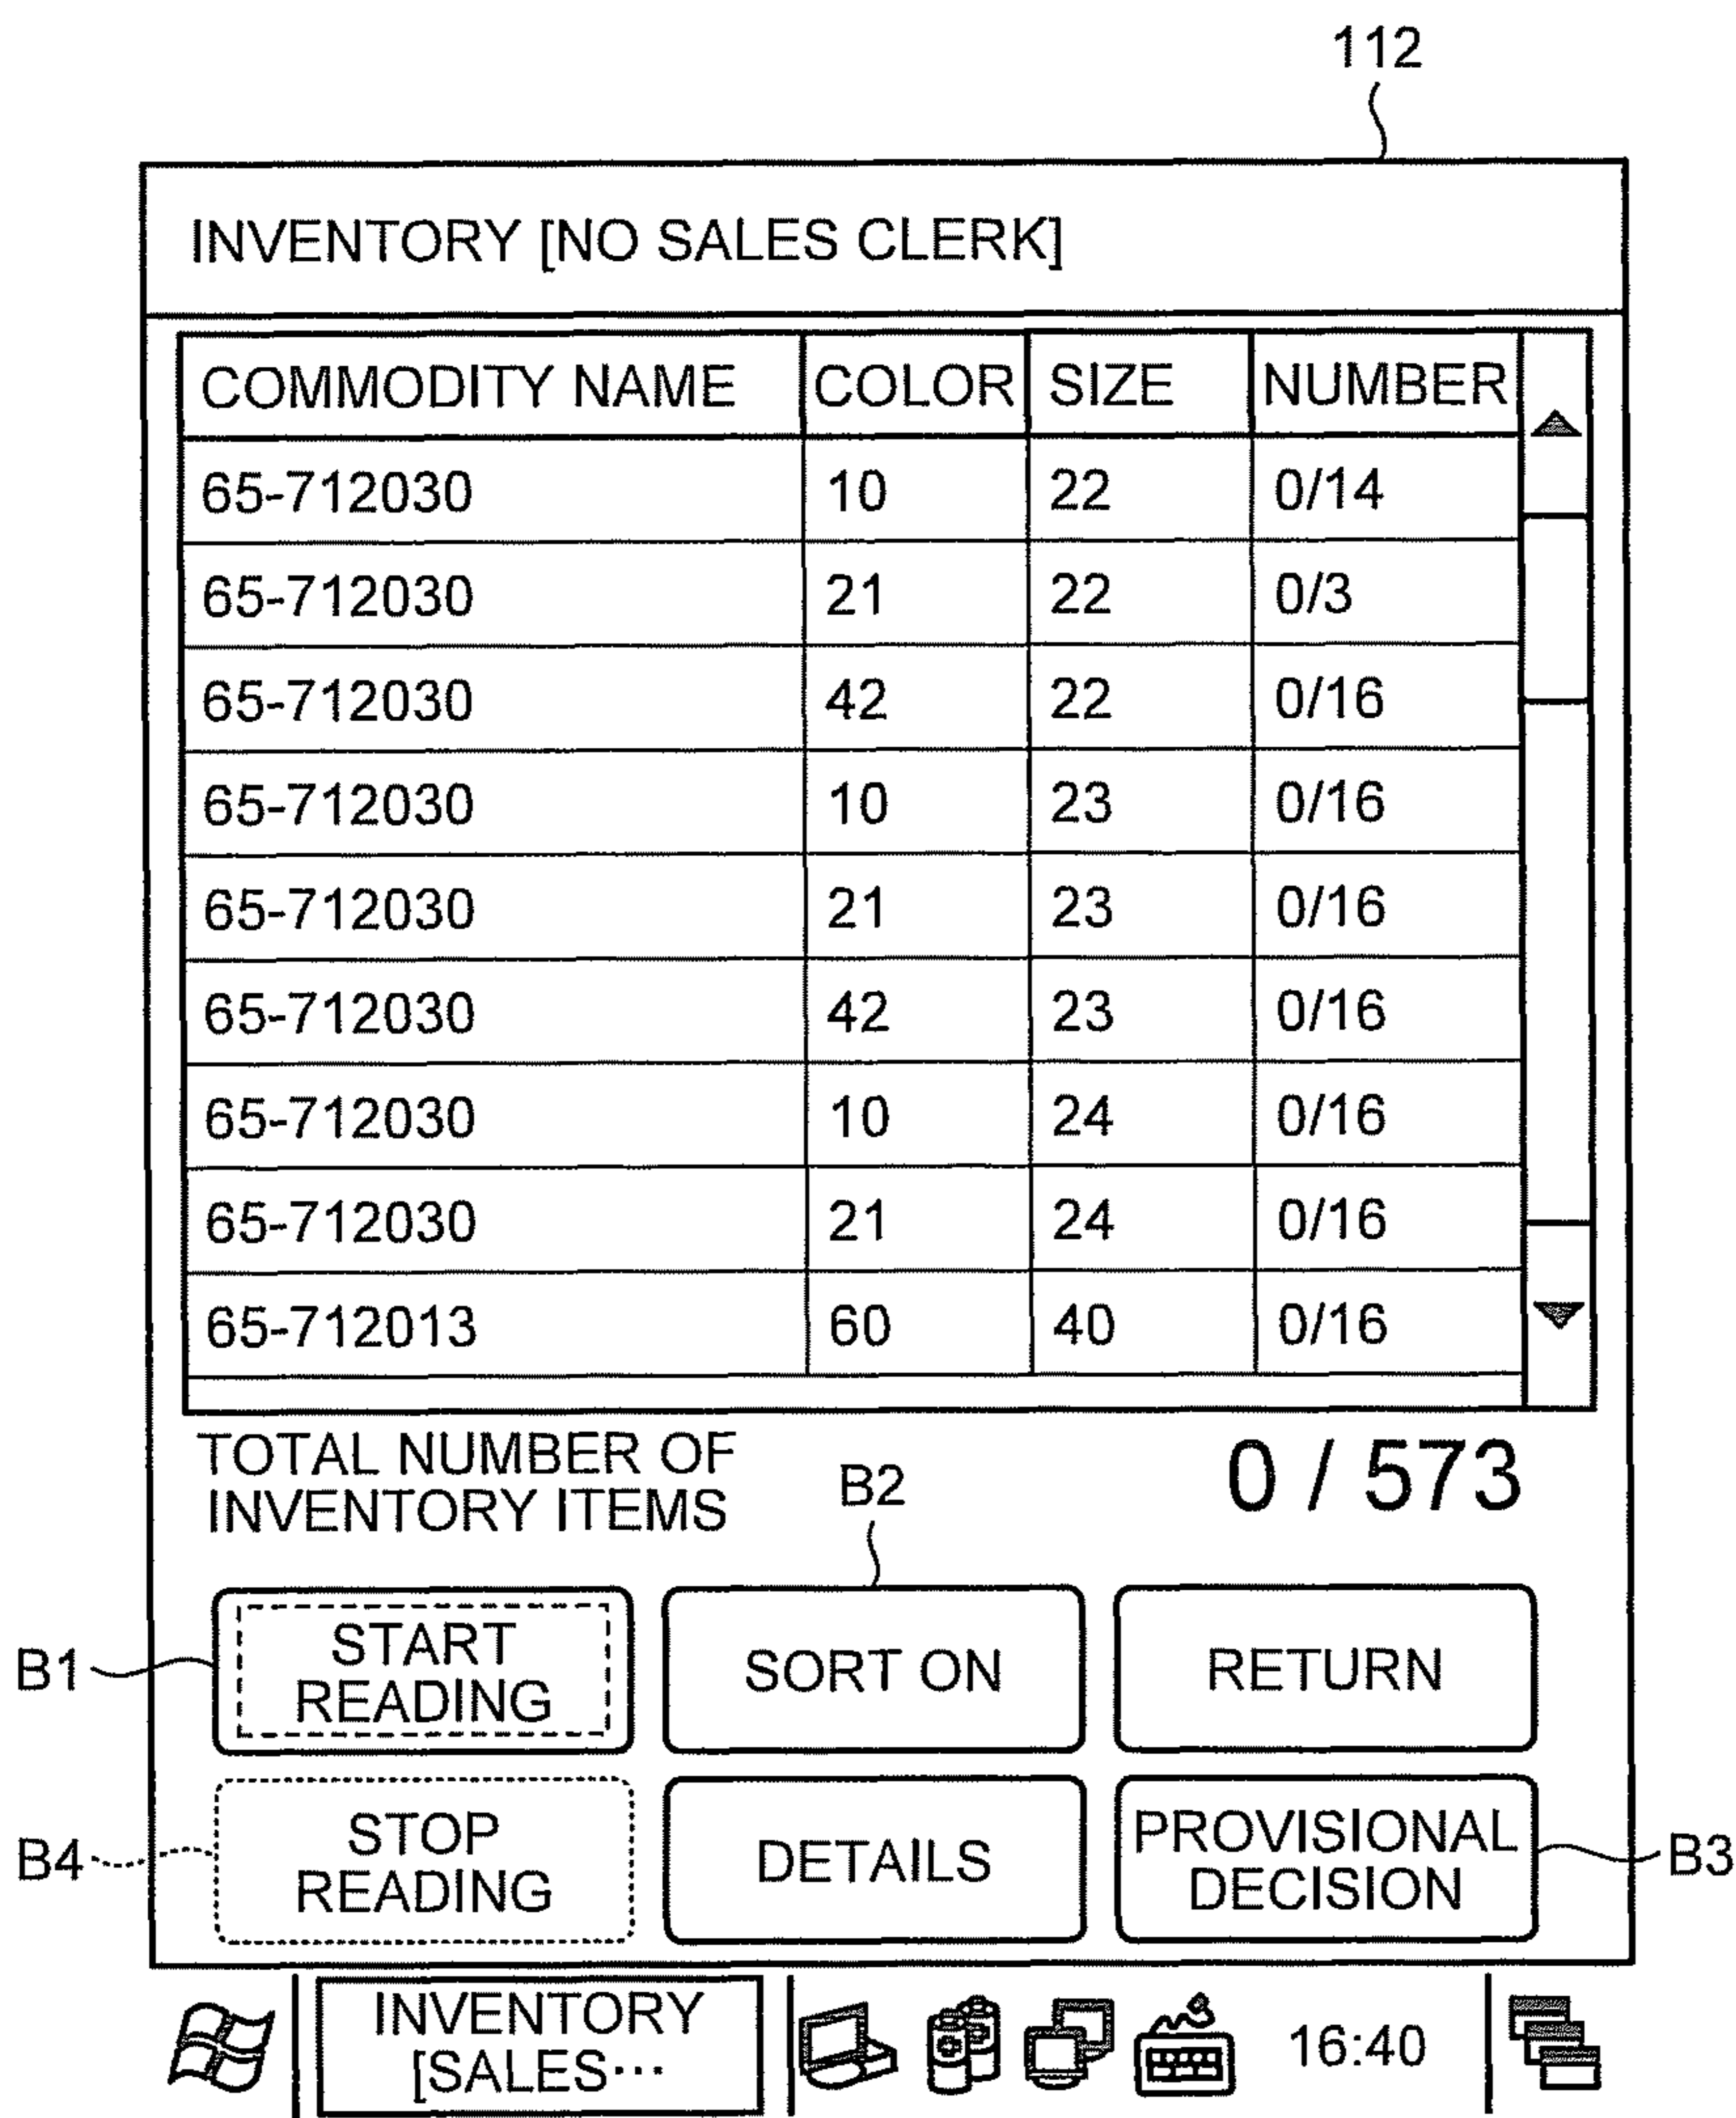 112
INVENTORY [NO SALES CLERK]
COMMODITY NAME COLOR SIZE NUMBER
65-712030 10 22 0/14
65-712030 21 22 0/3
65-712030 42 22 0/16
65-712030 10 23 0/16
65-712030 21 23 0/16
65-712030 42 23 0/16
65-712030 10 24 0/16
65-712030 21 24 0/16
65-712013 60 40 0/16
TOTAL NUMBER OF
INVENTORY ITEMS
0 / 573
B2
B1
START
READING
SORT ON
RETURN
B4
STOP
READING
DETAILS
PROVISIONAL
DECISION
B3
INVENTORY
[SALES···
16:40